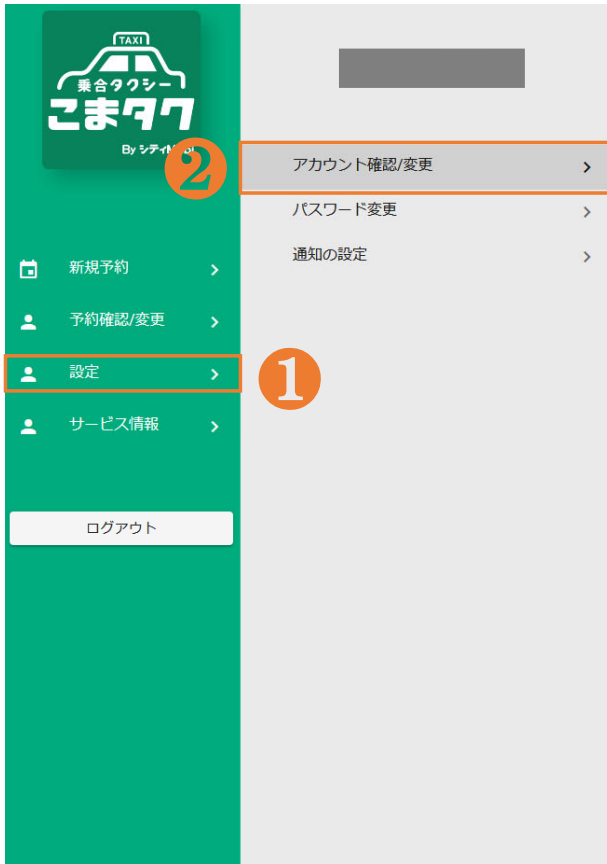 TAXI
乗合タクシー
こまタク
By シティM
2
アカウント確認/変更
パスワード変更
通知の設定
新規予約
予約確認/変更
設定
1
サービス情報
ログアウト